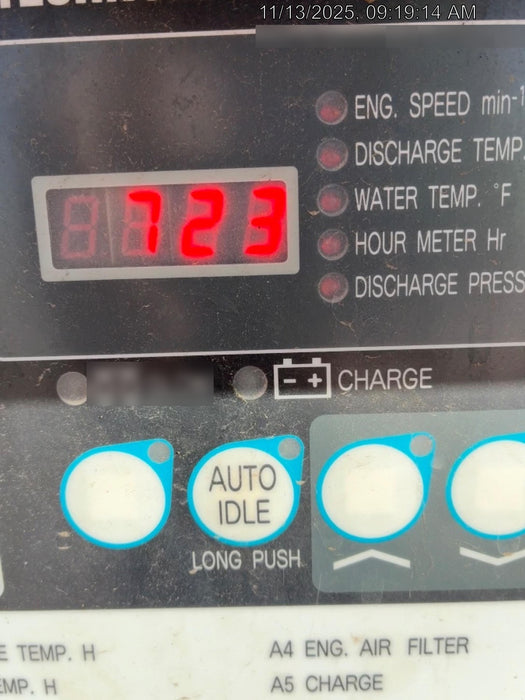 11/13/2025. 09:19:14 AM
ENG. SPEED min-1
DISCHARGE TEMP.
WATER TEMP. °F
723
HOUR METER Hr
DISCHARGE PRESS
- + CHARGE
AUTO
IDLE
LONG PUSH
TEMP. H
A4 ENG. AIR FILTER
MP. H
A5 CHARGE